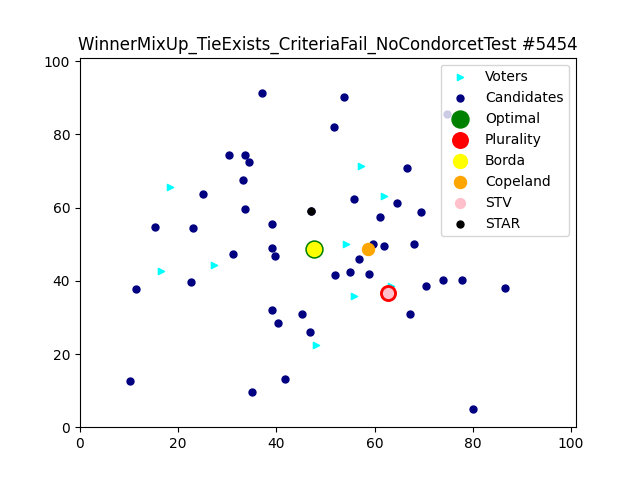 WinnerMixUp_TieExists_CriteriaFail_NoCondorcetTest #5454
100
80
60
40
20
0
0
20
40
60
80
100
Voters
Candidates
Optimal
Plurality
Borda
Copeland
STV
STAR